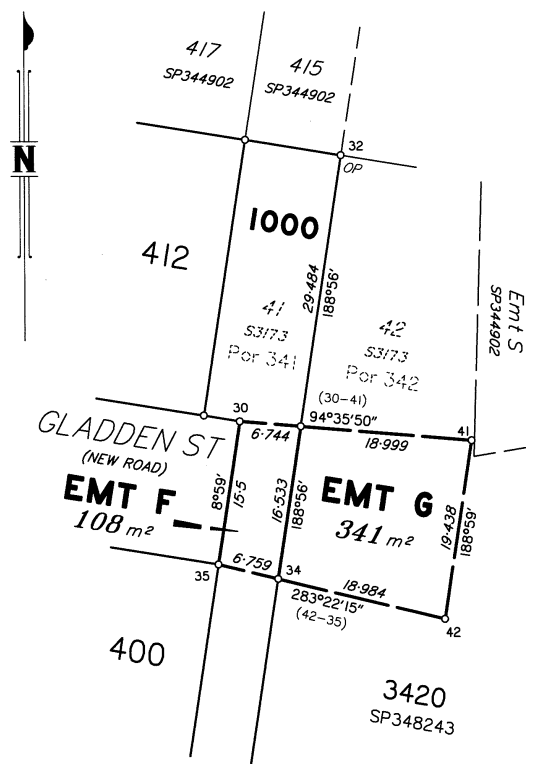 417
SP344902
415
SP344902
32
OP
N
1000
412
29·484
188°56'
41
S3173
Por 341
42
S3173
Por 342
Emt S
SP344902
(30-41)
30
94°35'50"
41
6·744
18·999
GLADDEN ST
(NEW ROAD)
EMT F
108 m²
8°59'
15·5
16·533
188°56'
EMT G
341 m²
19·438
188°59'
35
6·759
34
18·984
283°22'15"
(42-35)
42
400
3420
SP348243